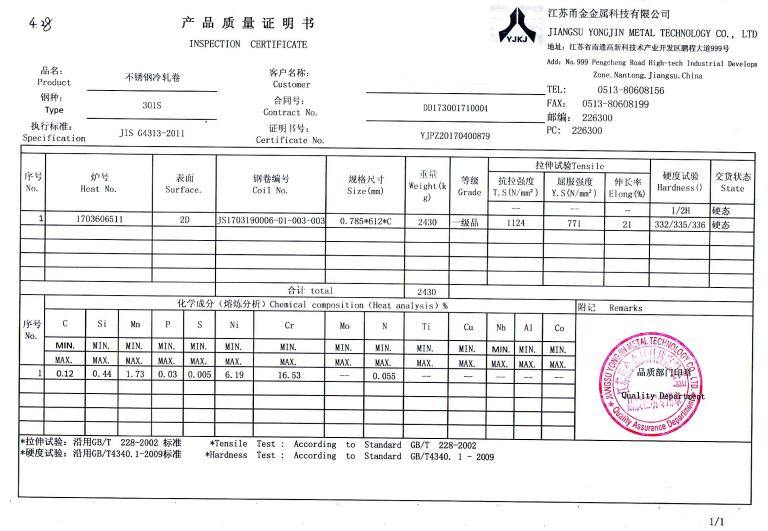 4.28
产 品 质 量 证 明 书
INSPECTION CERTIFICATE
YJKJ
江苏甬金金属科技有限公司
JIANGSU YONGJIN METAL TECHNOLOGY CO., LTD
地址: 江苏省南通高新科技术产业开发区鹏程大道999号
Add: No.999 Pengcheng Road High-tech Industrial Develop
Zone. Nantong. Jiangsu. China
TEL: 0513-80608156
FAX: 0513-80608199
邮编: 226300
PC: 226300
品名: 不锈钢冷轧卷 客户名称:
Product Customer
钢种: 301S 合同号: DD173001710004
Type Contract No.
执行标准: JIS G4313-2011 证明书号: YJPZ20170400879
Specification Certificate No.
序号 No. 炉号 Heat No. 表面 Surface. 钢卷编号 Coil No. 规格尺寸 Size(mm) 重量 Weight(kg) 等级 Grade 拉伸试验Tensile 硬度试验 Hardness() 交货状态 State
抗拉强度 T.S(N/mm²) 屈服强度 Y.S(N/mm²) 伸长率 Elong(%)
-- -- -- 1/2H 硬态
1 1703606511 2D JS1703190006-01-003-003 0.785*612*C 2430 一级品 1124 771 21 332/335/336 硬态
合计 total 2430
化学成分（熔炼分析）Chemical composition (Heat analysis) % 附记 Remarks
序号 No. C Si Mn P S Ni Cr Mo N Ti Cu Nb Al Co
MIN. MIN. MIN. MIN. MIN. MIN. MIN. MIN. MIN. MIN. MIN. MIN. MIN. MIN.
MAX. MAX. MAX. MAX. MAX. MAX. MAX. MAX. MAX. MAX. MAX. MAX. MAX. MAX.
1 0.12 0.44 1.73 0.03 0.005 6.19 16.53 -- 0.055 -- -- -- -- --
JIANGSU YONGJIN METAL TECHNOLOGY CO., LTD.
品质部门印章
Quality Department
Quality Assurance Department
*拉伸试验: 沿用GB/T 228-2002 标准 *Tensile Test : According to Standard GB/T 228-2002
*硬度试验: 沿用GB/T4340.1-2009标准 *Hardness Test : According to Standard GB/T4340. 1 - 2009
1/1